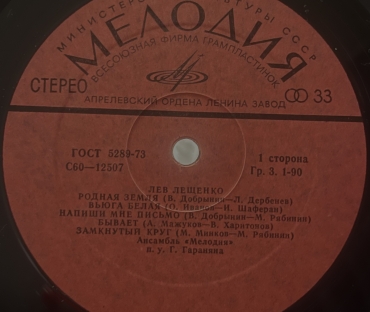 МИНИСТЕРСТВО КУЛЬТУРЫ СССР
МЕЛОДИЯ
ВСЕСОЮЗНАЯ ФИРМА ГРАМПЛАСТИНОК
СТЕРЕО
33
АПРЕЛЕВСКИЙ ОРДЕНА ЛЕНИНА ЗАВОД
ГОСТ 5289-73
С60—12507
1 сторона
Гр. 3. 1-90
ЛЕВ ЛЕЩЕНКО
РОДНАЯ ЗЕМЛЯ (В. Добрынин—Л. Дербенев)
ВЬЮГА БЕЛАЯ (О. Иванов—И. Шаферан)
НАПИШИ МНЕ ПИСЬМО (В. Добрынин—М. Рябинин)
БЫВАЕТ (А. Мажуков—В. Харитонов)
ЗАМКНУТЫЙ КРУГ (М. Минков—М. Рябинин)
Ансамбль «Мелодия»
п. у. Г. Гараняна